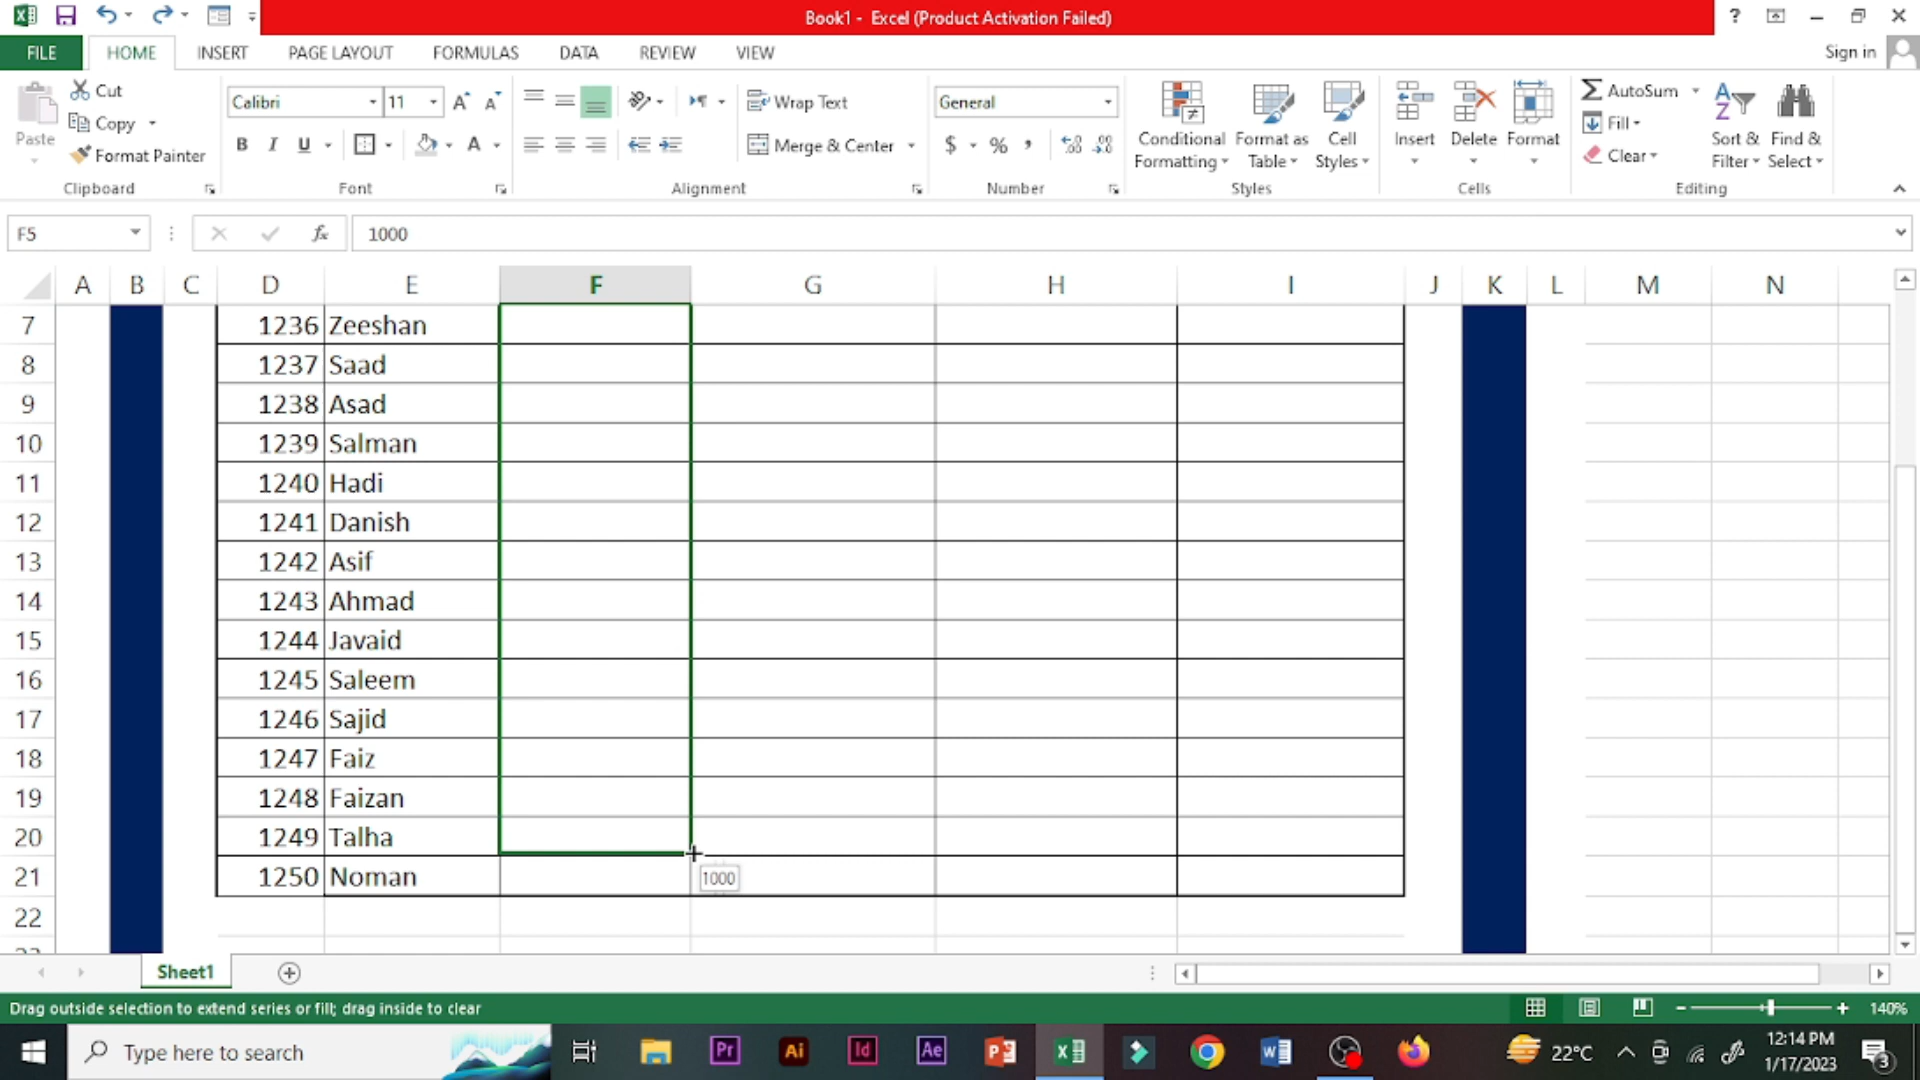 Book1 - Excel (Product Activation Failed)
?
FILE HOME INSERT PAGE LAYOUT FORMULAS DATA REVIEW VIEW Sign in
Paste Cut Copy Format Painter Clipboard
Calibri 11 A A B I U A Font
Wrap Text Merge & Center Alignment
General $ % , Number
Conditional Formatting Format as Table Cell Styles Styles
Insert Delete Format Cells
AutoSum Fill Clear Sort & Filter Find & Select Editing
F5 fx 1000
A B C D E F G H I J K L M N
7 1236 Zeeshan
8 1237 Saad
9 1238 Asad
10 1239 Salman
11 1240 Hadi
12 1241 Danish
13 1242 Asif
14 1243 Ahmad
15 1244 Javaid
16 1245 Saleem
17 1246 Sajid
18 1247 Faiz
19 1248 Faizan
20 1249 Talha
21 1250 Noman 1000
22
Sheet1
Drag outside selection to extend series or fill; drag inside to clear 140%
Type here to search Pr Ai Id Ae 22°C 12:14 PM
1/17/2023 3